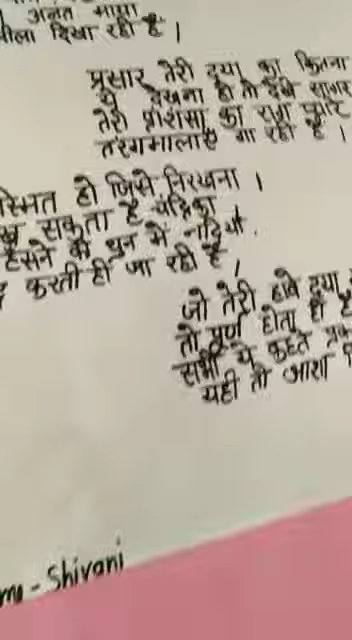 अनंत माया
लीला दिखा रही है ।
प्रसार तेरी दया का कितना
ये देखना हो तो देखे सागर
तेरी प्रशंसा का राग प्यारे
तरंगमालाएँ गा रही है ।
स्मित हो जिसे निरखना ।
सकता है चंद्रिका
हँसने की धुन में नदियाँ
करती ही जा रही है ।
जो तेरी होवे दया
तो पूर्ण होता ही है
सभी ये कहते
यही तो आशा
- Shivani